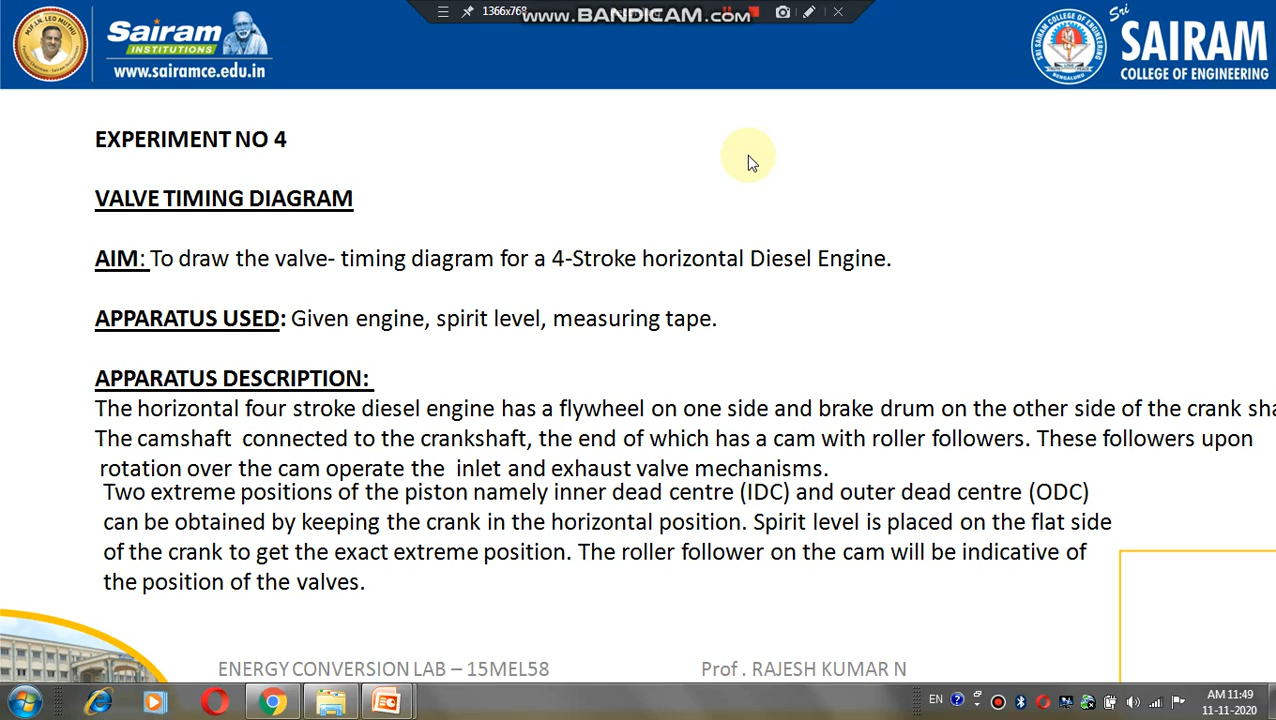 1366x768
www.BANDICAM.com
Sairam
INSTITUTIONS
www.sairamce.edu.in
Sri
SAIRAM
COLLEGE OF ENGINEERING
SRI SAIRAM COLLEGE OF ENGINEERING
BENGALURU
EXPERIMENT NO 4
VALVE TIMING DIAGRAM
AIM: To draw the valve- timing diagram for a 4-Stroke horizontal Diesel Engine.
APPARATUS USED: Given engine, spirit level, measuring tape.
APPARATUS DESCRIPTION:
The horizontal four stroke diesel engine has a flywheel on one side and brake drum on the other side of the crank sha
The camshaft connected to the crankshaft, the end of which has a cam with roller followers. These followers upon
rotation over the cam operate the inlet and exhaust valve mechanisms.
Two extreme positions of the piston namely inner dead centre (IDC) and outer dead centre (ODC)
can be obtained by keeping the crank in the horizontal position. Spirit level is placed on the flat side
of the crank to get the exact extreme position. The roller follower on the cam will be indicative of
the position of the valves.
ENERGY CONVERSION LAB – 15MEL58
Prof . RAJESH KUMAR N
EN
AM 11:49
11-11-2020